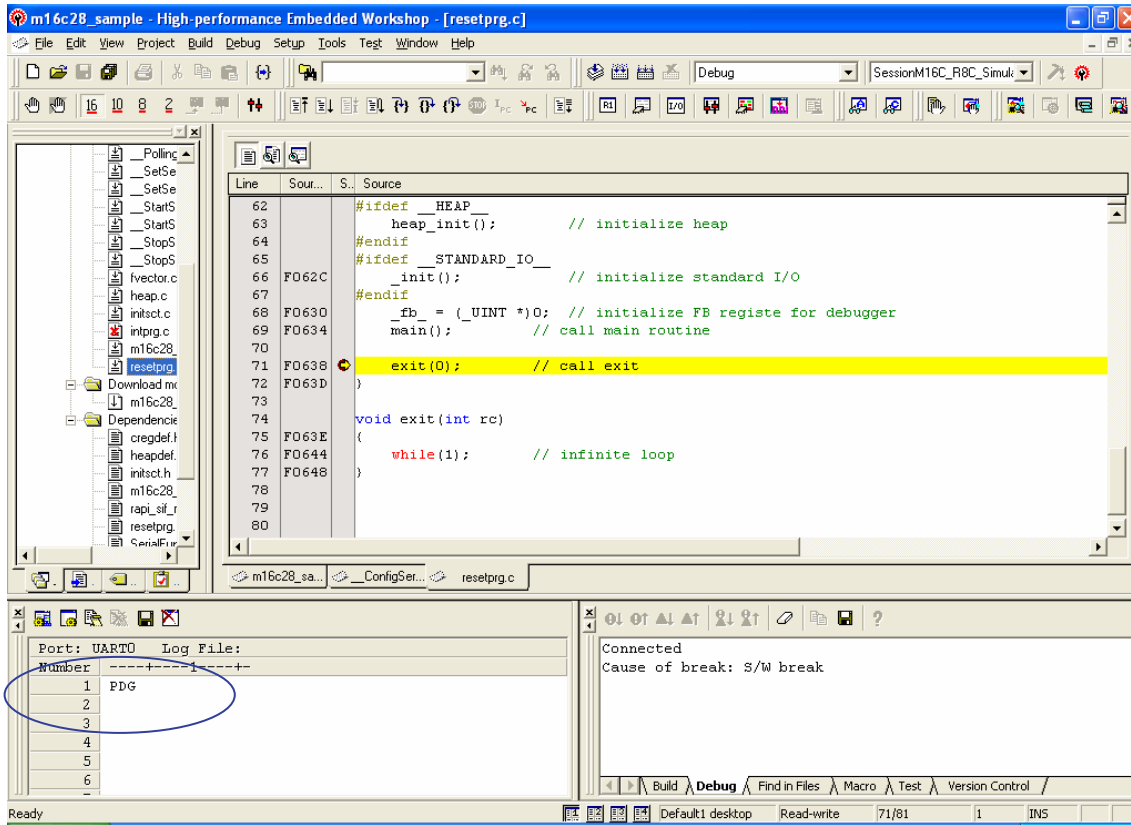 m16c28_sample - High-performance Embedded Workshop - [resetprg.c]
File Edit View Project Build Debug Setup Tools Test Window Help
Debug SessionM16C_R8C_Simula
16 10 8 2 PC PC R1 I/O
__Polling
__SetSe
__SetSe
__StartS
__StartS
__StopS
__StopS
fvector.c
heap.c
initsct.c
intprg.c
m16c28_
resetprg.
Download mo
m16c28_
Dependencie
cregdef.h
heapdef.
initsct.h
m16c28_
rapi_sif_r
resetprg.
SerialFun
Line Sour... S.. Source
62 #ifdef __HEAP__
63 heap_init(); // initialize heap
64 #endif
65 #ifdef __STANDARD_IO__
66 F062C _init(); // initialize standard I/O
67 #endif
68 F0630 _fb_ = (_UINT *)0; // initialize FB registe for debugger
69 F0634 main(); // call main routine
70
71 F0638 exit(0); // call exit
72 F063D }
73
74 void exit(int rc)
75 F063E {
76 F0644 while(1); // infinite loop
77 F0648 }
78
79
80
m16c28_sa... __ConfigSer... resetprg.c
Port: UART0 Log File:
Number ----+----1----+-
1 PDG
2
3
4
5
6
Connected
Cause of break: S/W break
Build Debug Find in Files Macro Test Version Control
Ready Default1 desktop Read-write 71/81 1 INS